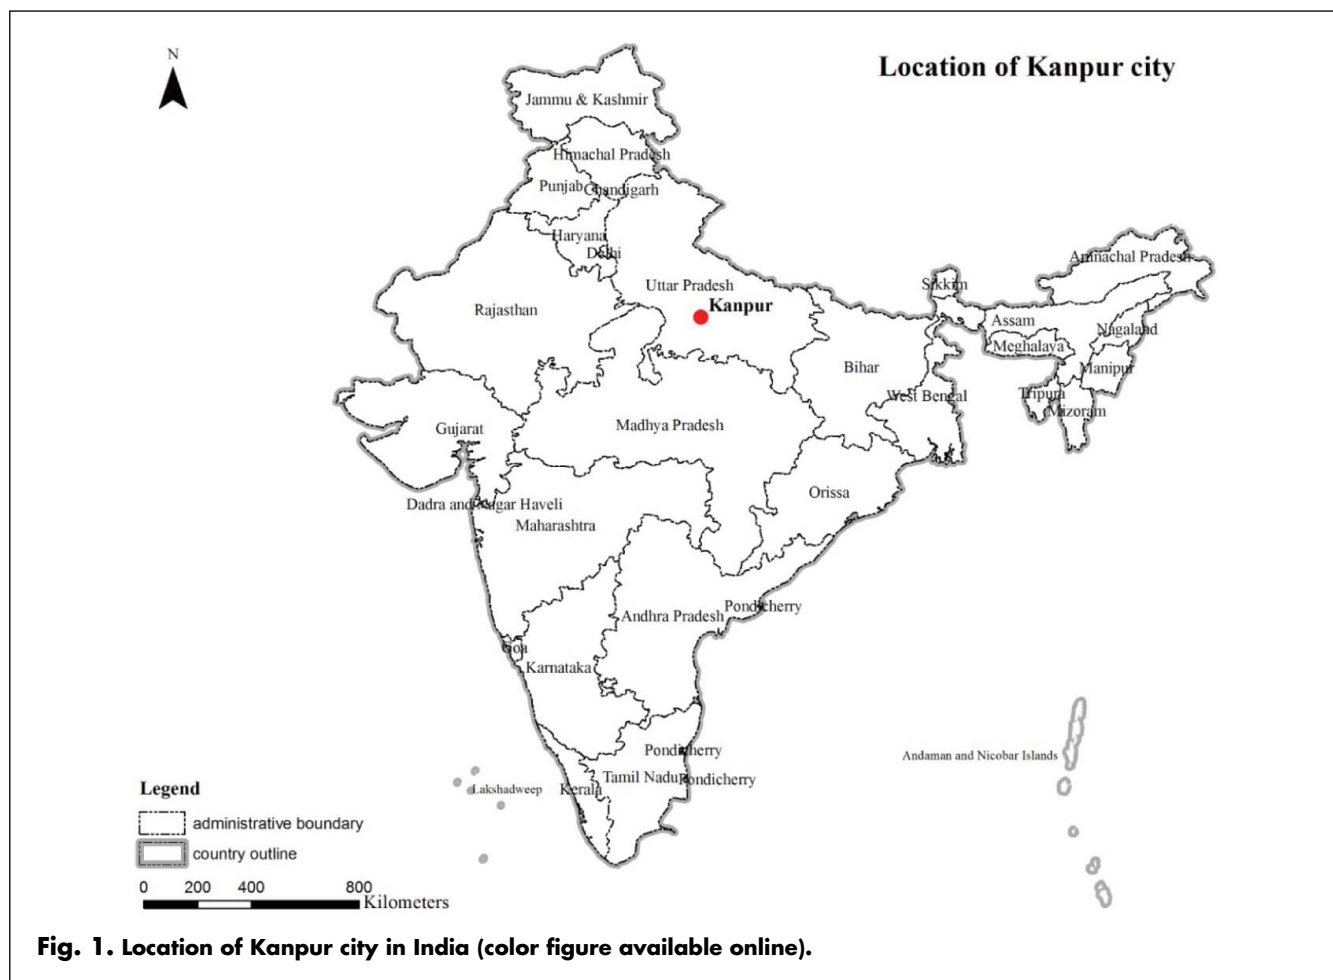 N
Location of Kanpur city
Jammu & Kashmir
Himachal Pradesh
Punjab
Chandigarh
Haryana
Delhi
Uttar Pradesh
Kanpur
Rajasthan
Sikkim
Arunachal Pradesh
Assam
Nagaland
Meghalaya
Manipur
Tripura
Mizoram
Bihar
West Bengal
Gujarat
Madhya Pradesh
Orissa
Dadra and Nagar Haveli
Maharashtra
Andhra Pradesh
Pondicherry
Goa
Karnataka
Pondicherry
Tamil Nadu
Pondicherry
Kerala
Lakshadweep
Andaman and Nicobar Islands
Legend
administrative boundary
country outline
0 200 400 800
Kilometers
Fig. 1. Location of Kanpur city in India (color figure available online).